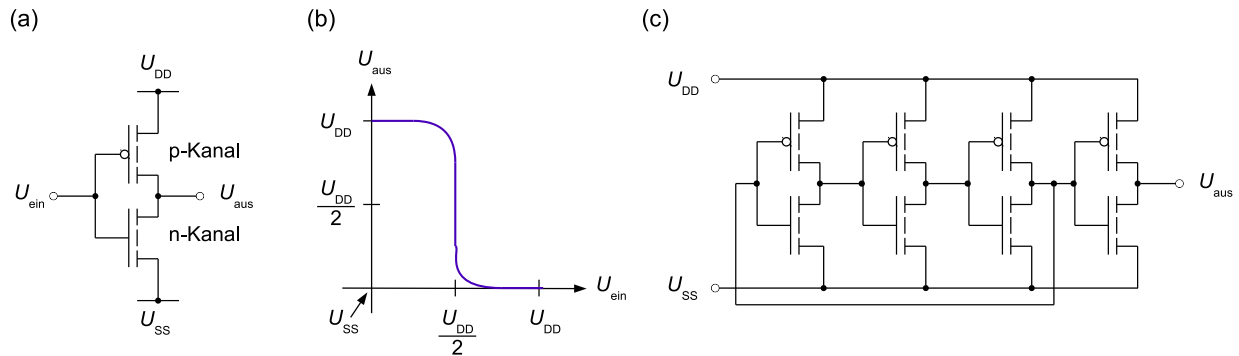 (a)
U_DD
p-Kanal
U_ein
U_aus
n-Kanal
U_SS
(b)
U_aus
U_DD
U_DD
2
U_ein
U_SS
U_DD
2
U_DD
(c)
U_DD
U_aus
U_SS